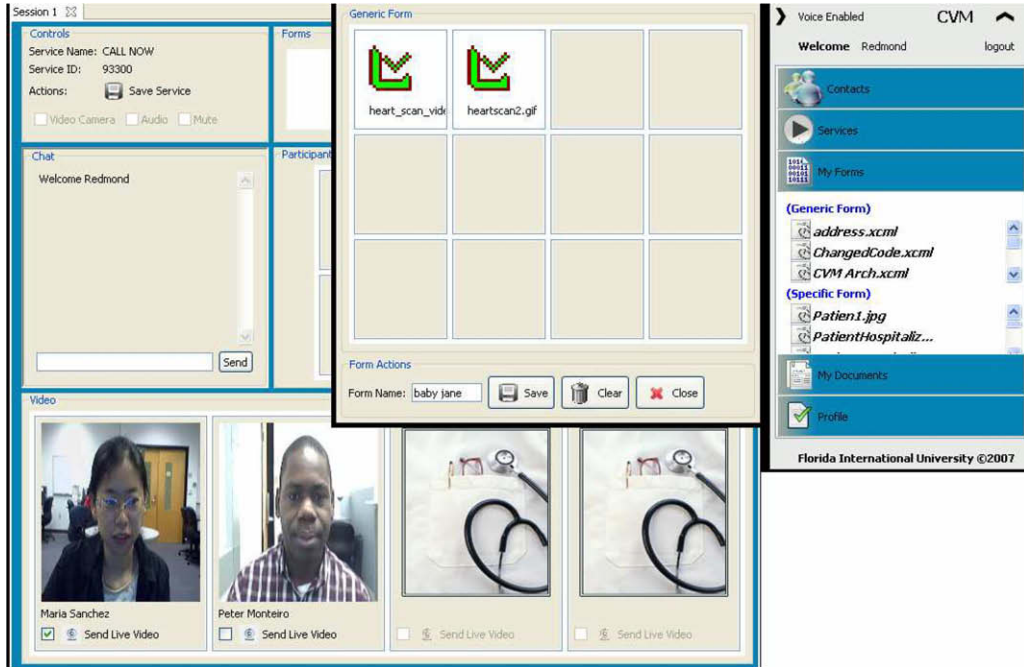 Session 1
Controls
Service Name: CALL NOW
Service ID: 93300
Actions: Save Service
Video Camera Audio Mute
Chat
Welcome Redmond
Send
Forms
Participant
Generic Form
heart_scan_vide
heartscan2.gif
Form Actions
Form Name: baby jane Save Clear Close
Video
Maria Sanchez
Send Live Video
Peter Monteiro
Send Live Video
Send Live Video
Send Live Video
Voice Enabled CVM
Welcome Redmond logout
Contacts
Services
My Forms
(Generic Form)
address.xcml
ChangedCode.xcml
CVM Arch.xcml
(Specific Form)
Patien1.jpg
PatientHospitaliz...
My Documents
Profile
Florida International University ©2007